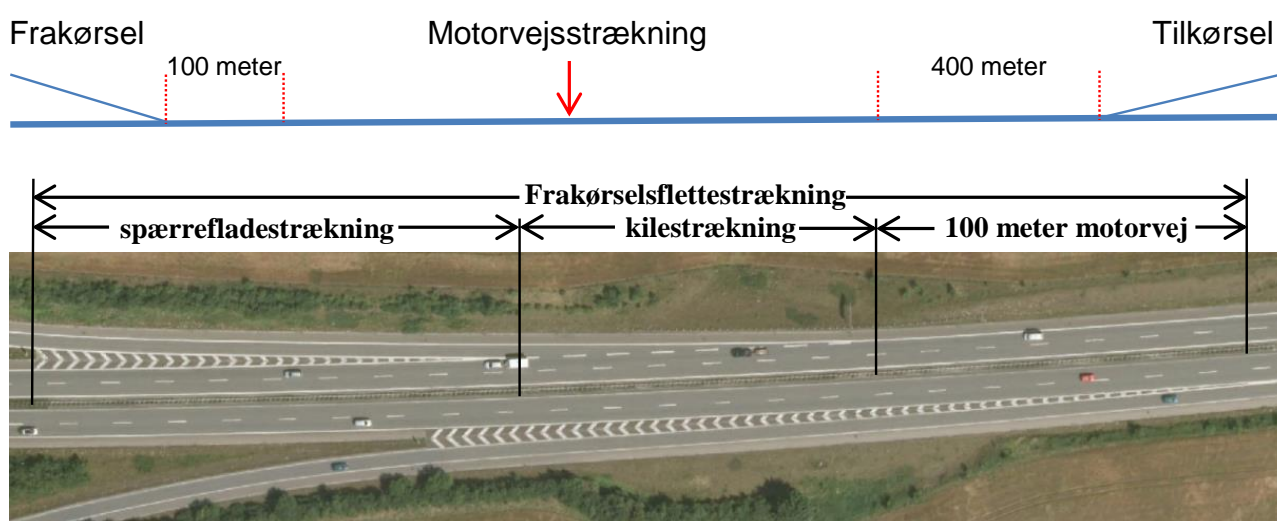 Frakørsel Motorvejsstrækning Tilkørsel
100 meter 400 meter
Frakørselsflettestrækning
spærrefladestrækning kilestrækning 100 meter motorvej